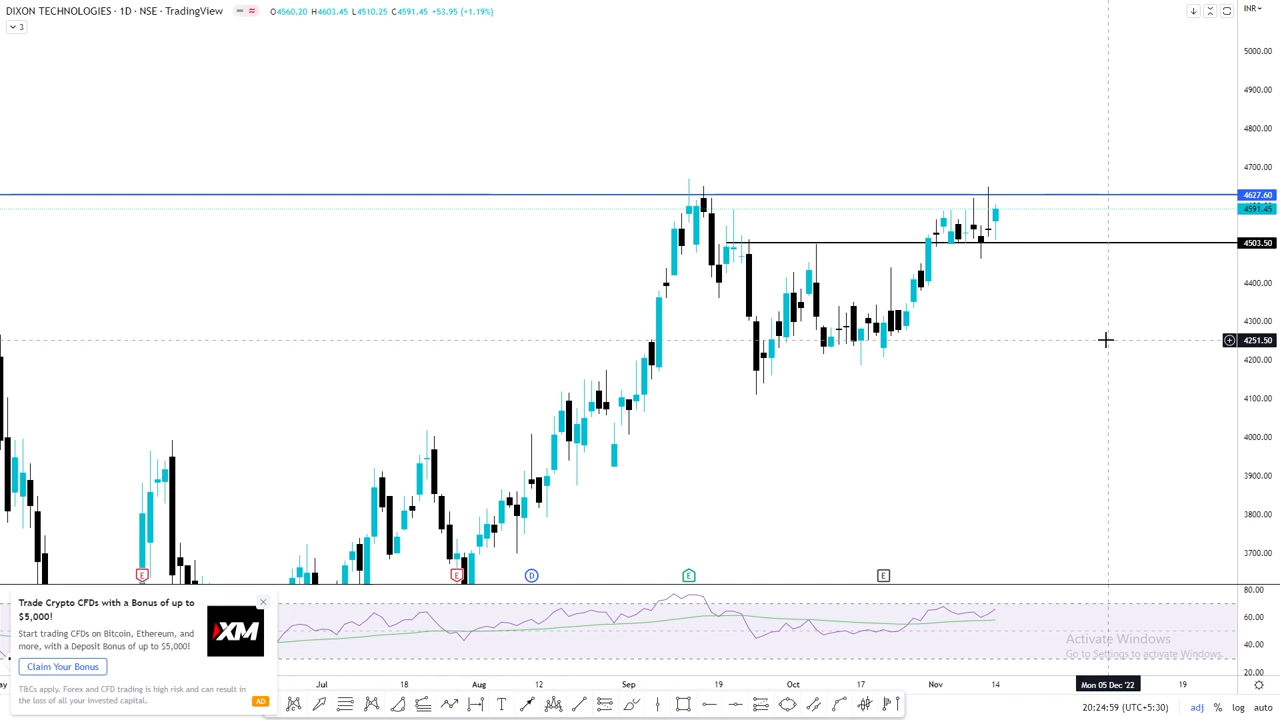 DIXON TECHNOLOGIES · 1D · NSE · TradingView
O4560.20 H4603.45 L4510.25 C4591.45 +53.95 (+1.19%)
INR
3
5000.00
4900.00
4800.00
4700.00
4627.60
4591.45
4503.50
4400.00
4300.00
4251.50
4200.00
4100.00
4000.00
3900.00
3800.00
3700.00
E
E
D
E
E
80.00
60.00
40.00
20.00
Trade Crypto CFDs with a Bonus of up to
$5,000!
Start trading CFDs on Bitcoin, Ethereum, and
more, with a Deposit Bonus of up to $5,000!
XM
Claim Your Bonus
T&Cs apply. Forex and CFD trading is high risk and can result in
the loss of all your invested capital.
AD
Activate Windows
Go to Settings to activate Windows.
Jul
18
Aug
12
Sep
19
Oct
17
Nov
14
Mon 05 Dec '22
19
T
20:24:59 (UTC+5:30)
adj
%
log
auto